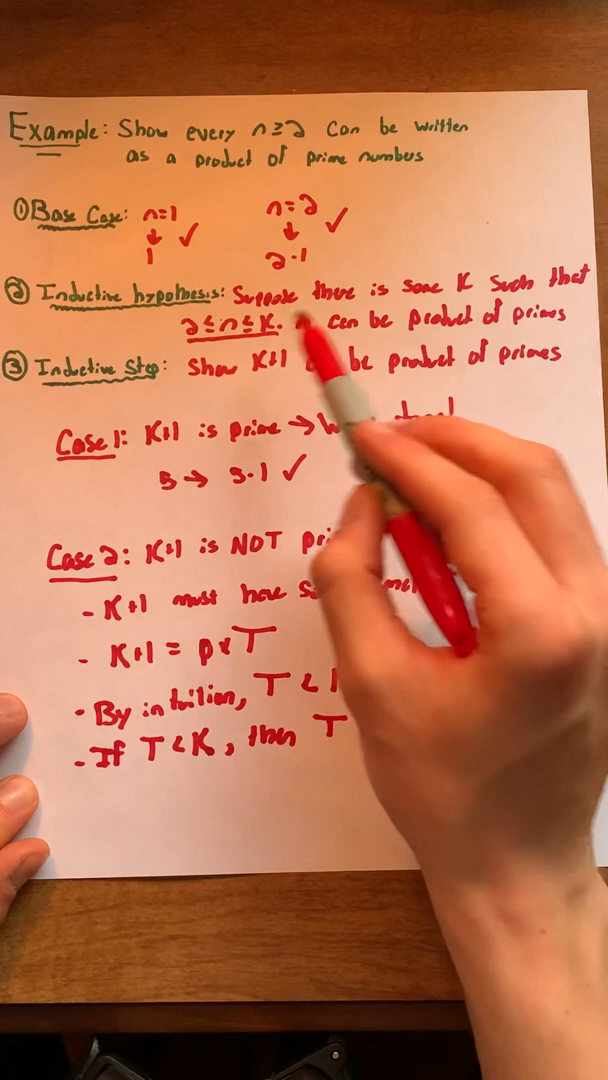 Example: Show every n≥2 can be written
as a product of prime numbers
① Base Case: n=1 ✓ n=2 ✓
↓ ↓
1 2·1
② Inductive hypothesis: Suppose there is some K such that
2≤n≤K. can be product of primes
③ Inductive Step: Show K+1 be product of primes
Case 1: K+1 is prime →
5 → 5·1 ✓
Case 2: K+1 is NOT
- K+1 must have
- K+1 = p×T
- By intuition, T <
- If T<K, then T